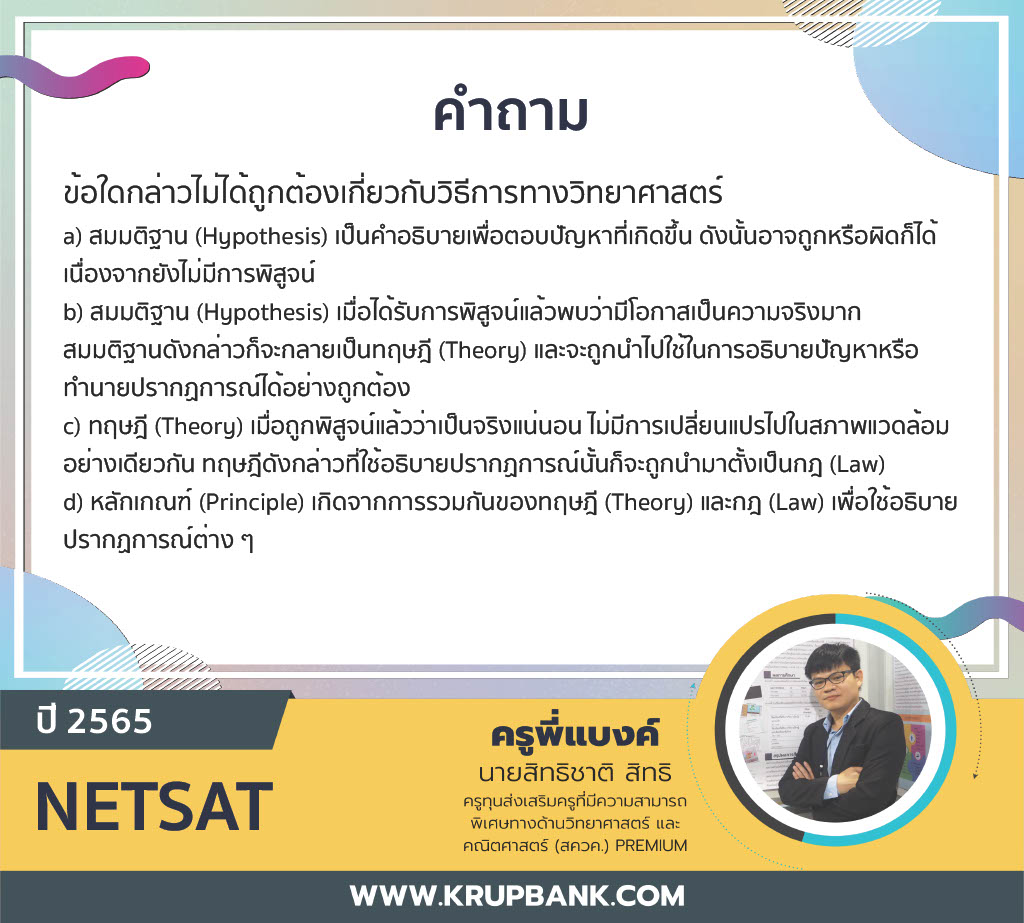 คำถาม
ข้อใดกล่าวไม่ได้ถูกต้องเกี่ยวกับวิธีการทางวิทยาศาสตร์
a) สมมติฐาน (Hypothesis) เป็นคำอธิบายเพื่อตอบปัญหาที่เกิดขึ้น ดังนั้นอาจถูกหรือผิดก็ได้
เนื่องจากยังไม่มีการพิสูจน์
b) สมมติฐาน (Hypothesis) เมื่อได้รับการพิสูจน์แล้วพบว่ามีโอกาสเป็นความจริงมาก
สมมติฐานดังกล่าวก็จะกลายเป็นทฤษฎี (Theory) และจะถูกนำไปใช้ในการอธิบายปัญหาหรือ
ทำนายปรากฏการณ์ได้อย่างถูกต้อง
c) ทฤษฎี (Theory) เมื่อถูกพิสูจน์แล้วว่าเป็นจริงแน่นอน ไม่มีการเปลี่ยนแปรไปในสภาพแวดล้อม
อย่างเดียวกัน ทฤษฎีดังกล่าวที่ใช้อธิบายปรากฏการณ์นั้นก็จะถูกนำมาตั้งเป็นกฎ (Law)
d) หลักเกณฑ์ (Principle) เกิดจากการรวมกันของทฤษฎี (Theory) และกฎ (Law) เพื่อใช้อธิบาย
ปรากฏการณ์ต่าง ๆ
ปี 2565
NETSAT
ครูพี่แบงค์
นายสิทธิชาติ สิทธิ
ครูทุนส่งเสริมครูที่มีความสามารถ
พิเศษทางด้านวิทยาศาสตร์ และ
คณิตศาสตร์ (สควค.) PREMIUM
WWW.KRUPBANK.COM